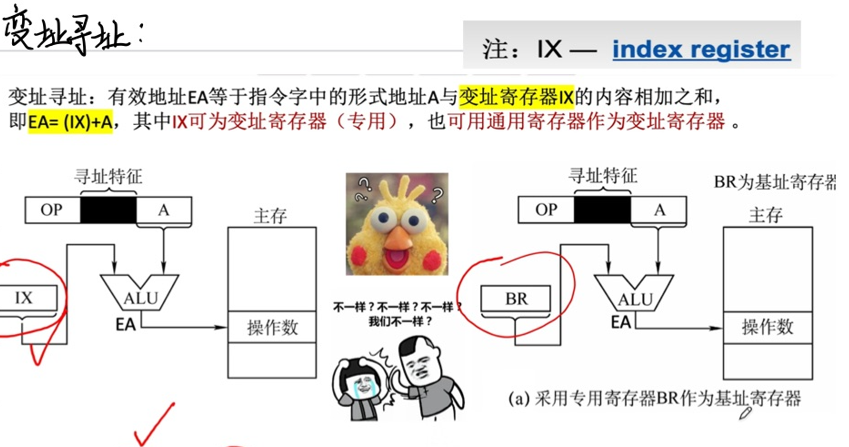 变址寻址：
注：IX — index register
变址寻址：有效地址EA等于指令字中的形式地址A与变址寄存器IX的内容相加之和，
即EA= (IX)+A，其中IX可为变址寄存器（专用），也可用通用寄存器作为变址寄存器 。
寻址特征
OP
A
主存
IX
ALU
EA
操作数
? ? ?
不一样？不一样？不一样？
我们不一样？
寻址特征
BR为基址寄存器
OP
A
主存
BR
ALU
EA
操作数
(a) 采用专用寄存器BR作为基址寄存器